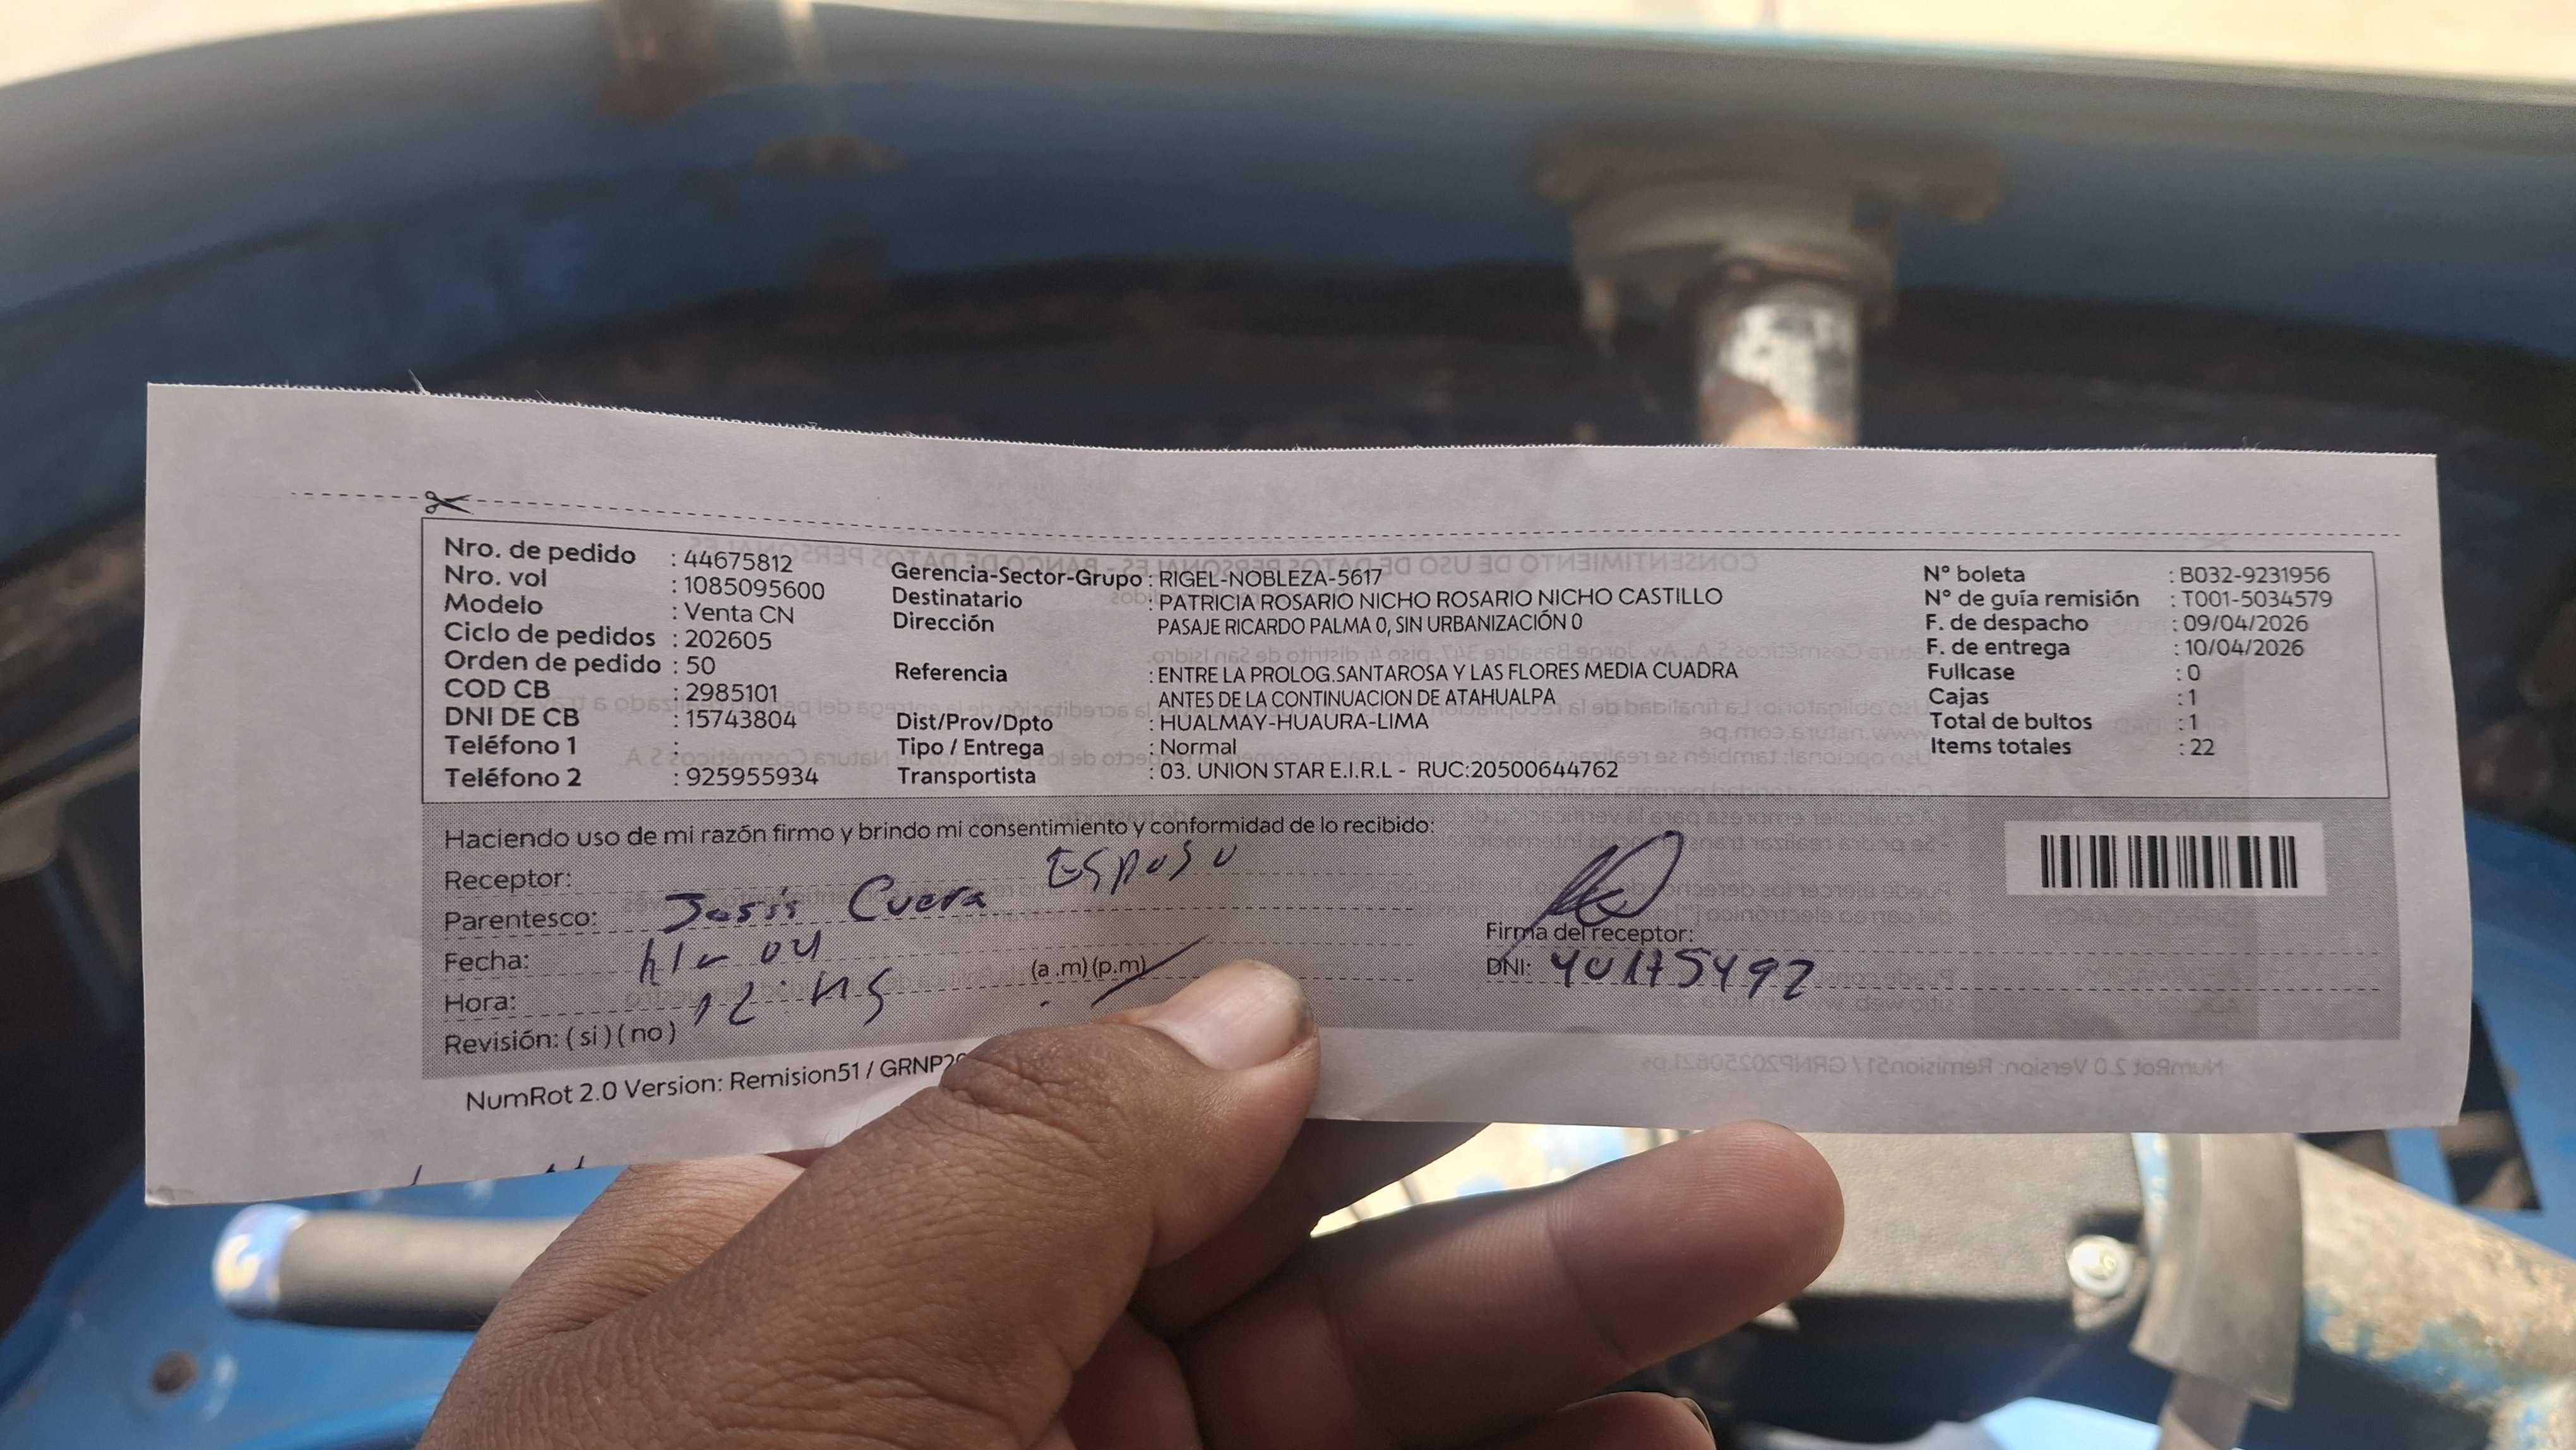 Nro. de pedido : 44675812
Nro. vol : 1085095600
Modelo : Venta CN
Ciclo de pedidos : 202605
Orden de pedido : 50
COD CB : 2985101
DNI DE CB : 15743804
Teléfono 1 :
Teléfono 2 : 925955934
Gerencia-Sector-Grupo : RIGEL-NOBLEZA-5617
Destinatario : PATRICIA ROSARIO NICHO ROSARIO NICHO CASTILLO
Dirección PASAJE RICARDO PALMA 0, SIN URBANIZACIÓN 0
Referencia : ENTRE LA PROLOG.SANTAROSA Y LAS FLORES MEDIA CUADRA
ANTES DE LA CONTINUACION DE ATAHUALPA
Dist/Prov/Dpto : HUALMAY-HUAURA-LIMA
Tipo / Entrega : Normal
Transportista : 03. UNION STAR E.I.R.L - RUC:20500644762
N° boleta : B032-9231956
N° de guía remisión : T001-5034579
F. de despacho : 09/04/2026
F. de entrega : 10/04/2026
Fullcase : 0
Cajas : 1
Total de bultos : 1
Items totales : 22
Haciendo uso de mi razón firmo y brindo mi consentimiento y conformidad de lo recibido:
Receptor: Esposo
Parentesco:
Fecha: 04
Hora: 12: (a.m)(p.m)
Revisión: (si)(no)
Firma del receptor:
DNI:
NumRot 2.0 Version: Remision51 /